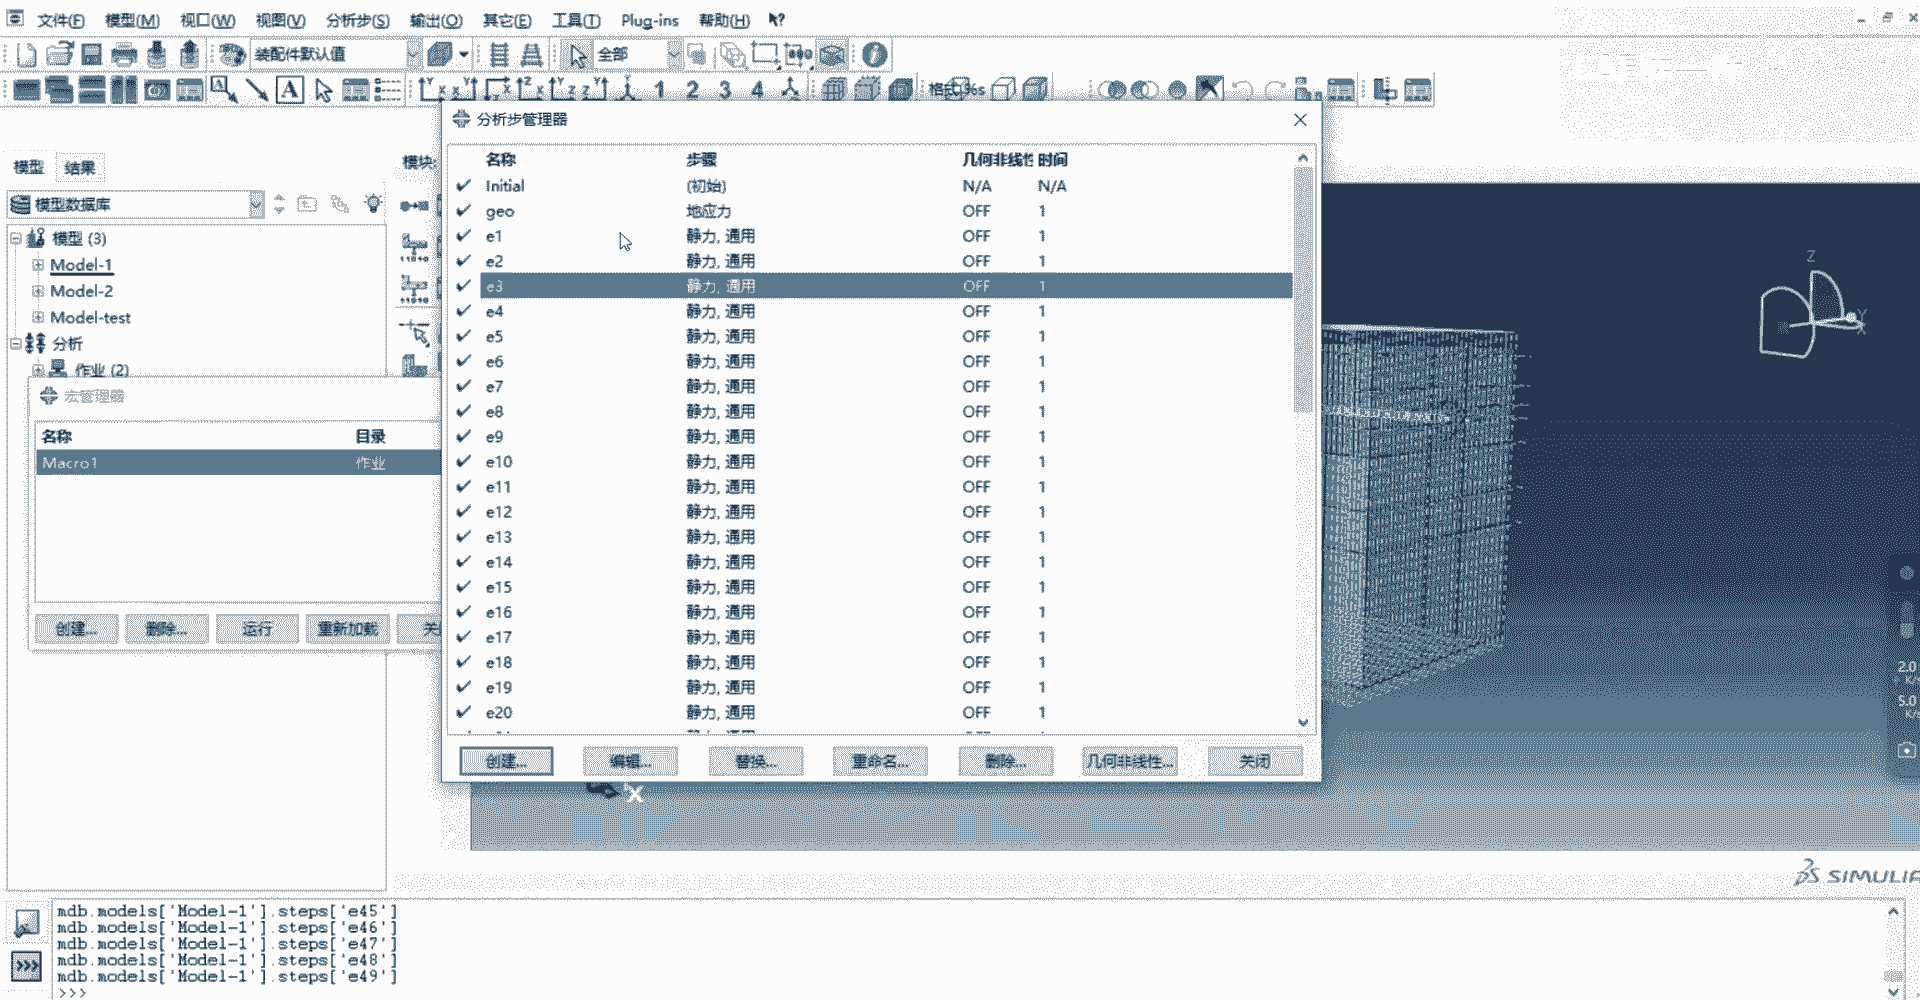 文件(F) 模型(M) 视口(W) 视图(V) 分析步(S) 输出(O) 其它(E) 工具(T) Plug-ins 帮助(H)
装配件默认值 全部
1 2 3 4 格式%s
分析步管理器
模型 结果 模块:
模型数据库
模型 (3)
Model-1
Model-2
Model-test
分析
作业 (2)
宏管理器
名称 目录
Macro1 作业
创建... 删除... 运行 重新加载
名称 步骤 几何非线性 时间
Initial (初始) N/A N/A
geo 地应力 OFF 1
e1 静力, 通用 OFF 1
e2 静力, 通用 OFF 1
e3 静力, 通用 OFF 1
e4 静力, 通用 OFF 1
e5 静力, 通用 OFF 1
e6 静力, 通用 OFF 1
e7 静力, 通用 OFF 1
e8 静力, 通用 OFF 1
e9 静力, 通用 OFF 1
e10 静力, 通用 OFF 1
e11 静力, 通用 OFF 1
e12 静力, 通用 OFF 1
e13 静力, 通用 OFF 1
e14 静力, 通用 OFF 1
e15 静力, 通用 OFF 1
e16 静力, 通用 OFF 1
e17 静力, 通用 OFF 1
e18 静力, 通用 OFF 1
e19 静力, 通用 OFF 1
e20 静力, 通用 OFF 1
创建... 编辑... 替换... 重命名... 删除... 几何非线性... 关闭
Z
Y
X
X
2.0
K/s
5.0
K/s
SIMULIA
mdb.models['Model-1'].steps['e45']
mdb.models['Model-1'].steps['e46']
mdb.models['Model-1'].steps['e47']
mdb.models['Model-1'].steps['e48']
mdb.models['Model-1'].steps['e49']
>>>